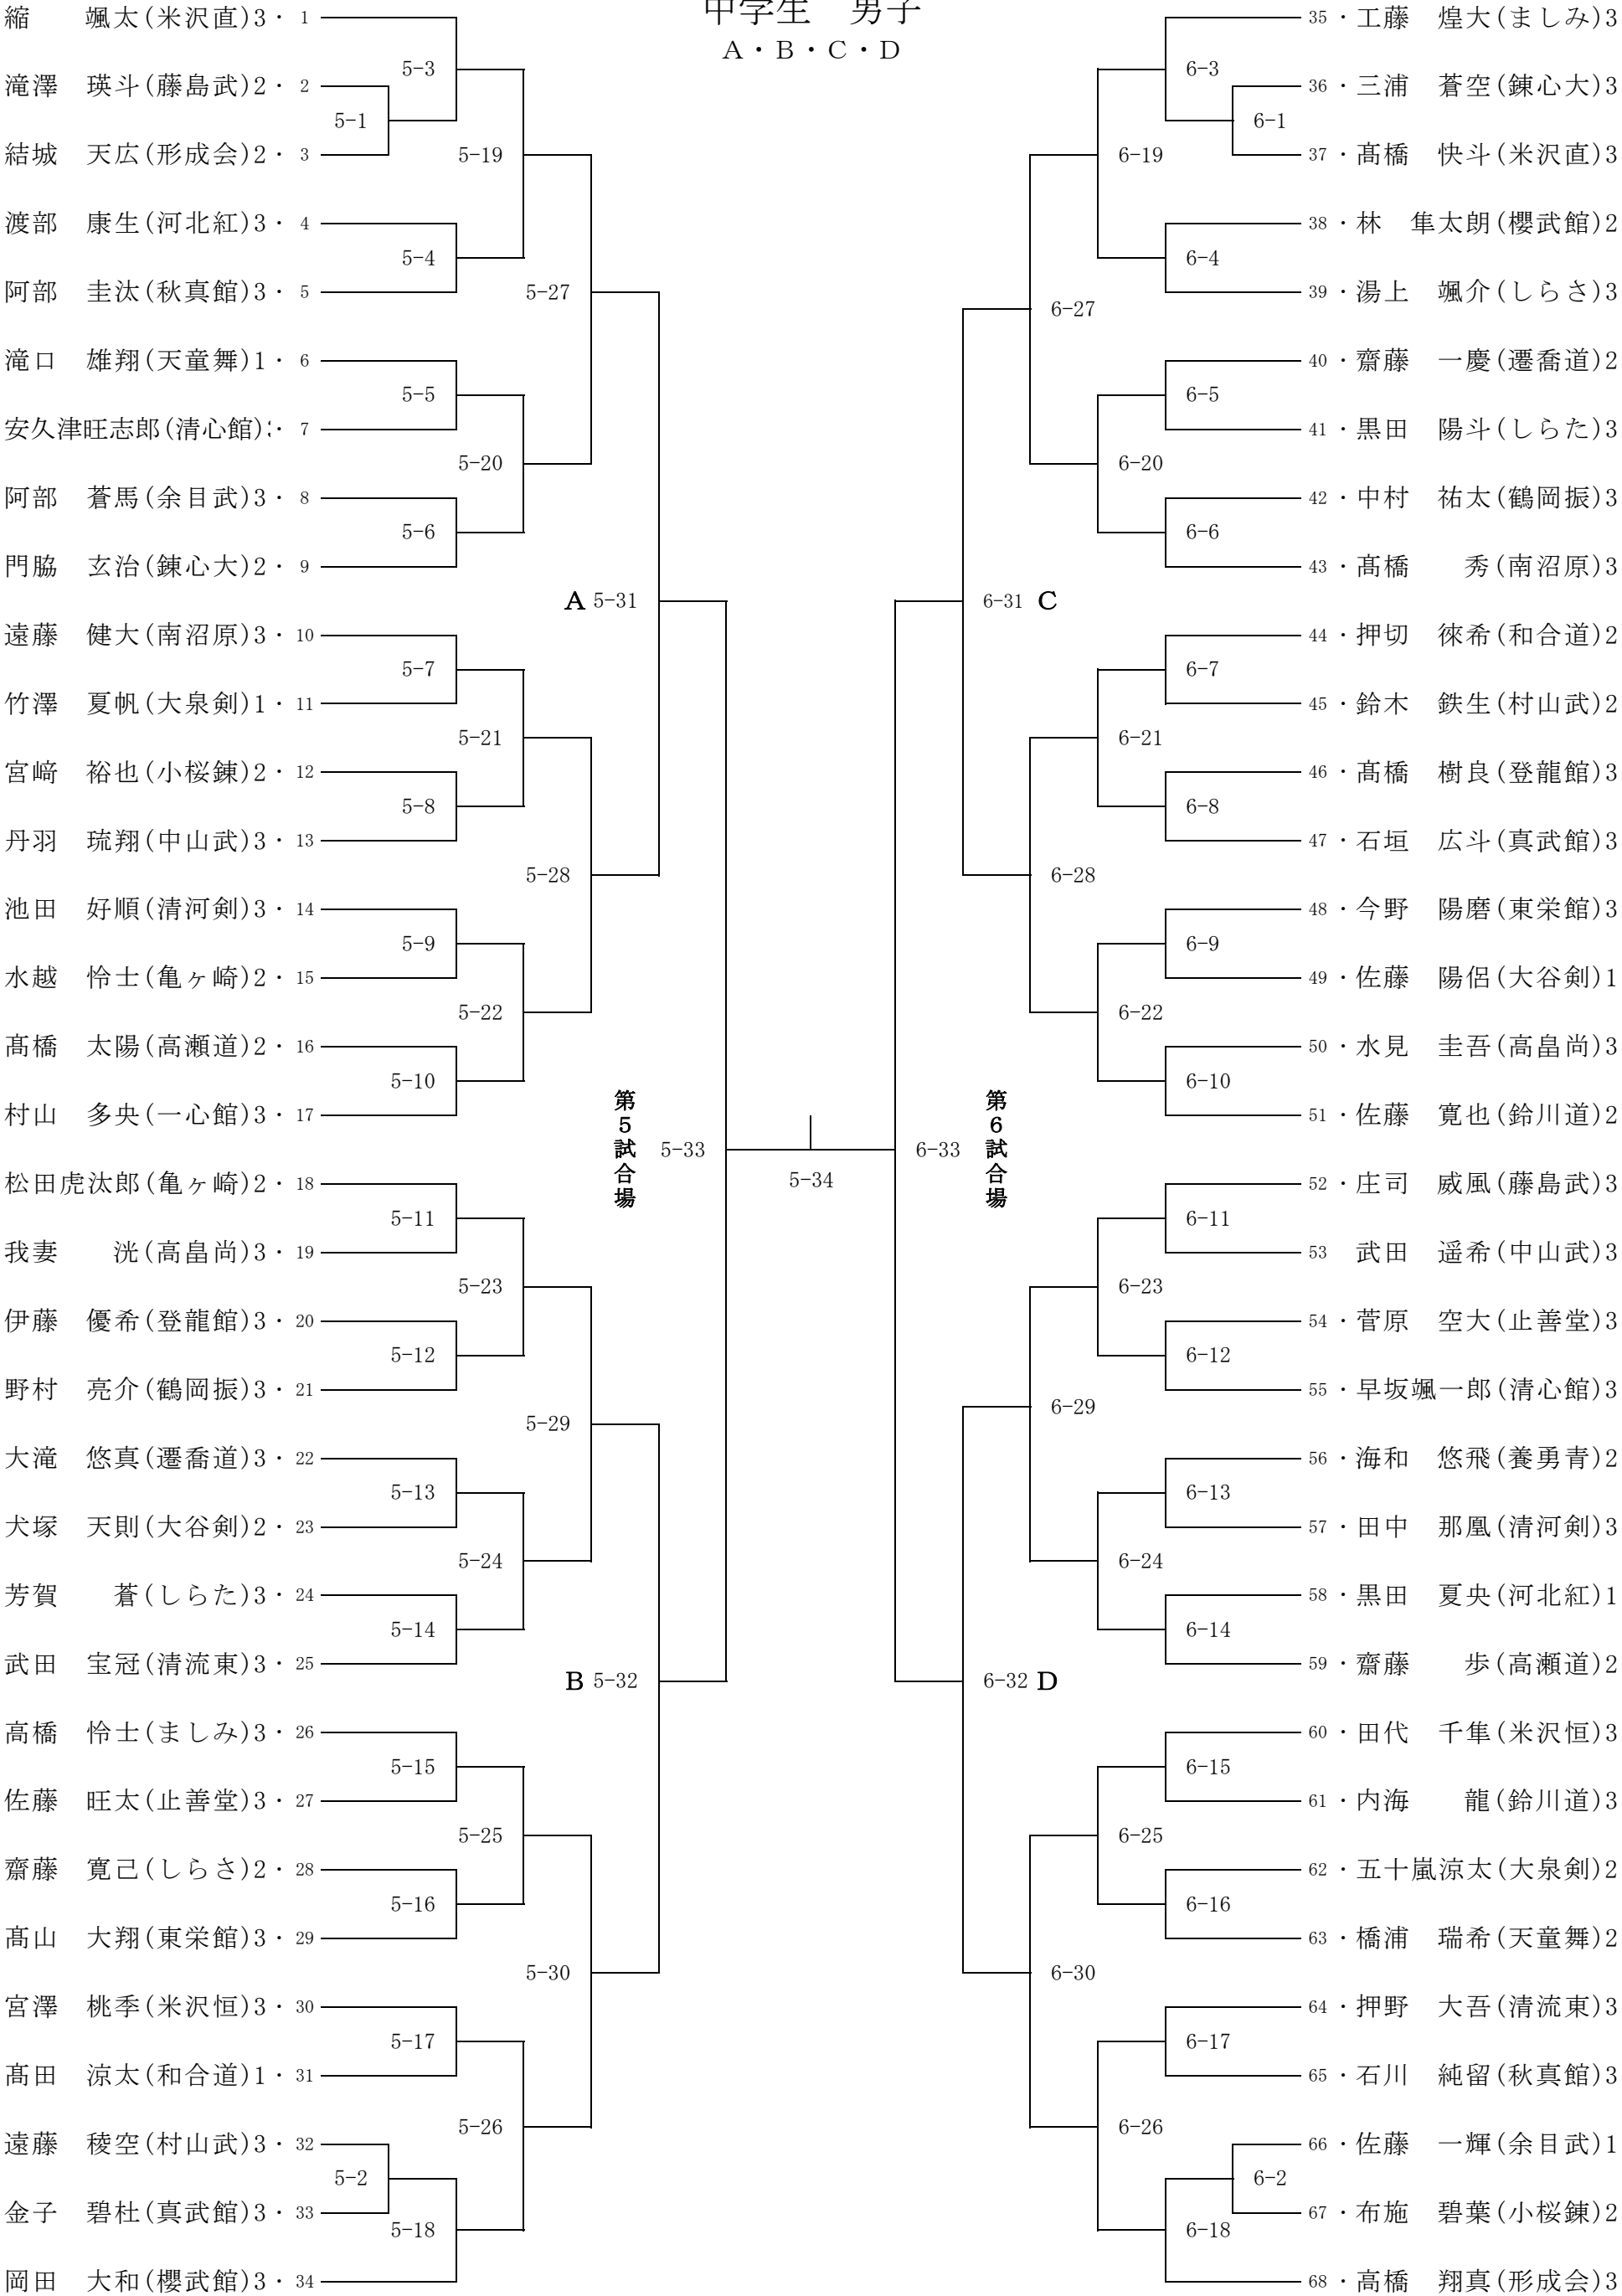 中学生　男子
A・B・C・D
縮　　颯太(米沢直)3・ 1
5-3
滝澤　瑛斗(藤島武)2・ 2
5-1
結城　天広(形成会)2・ 3
5-19
渡部　康生(河北紅)3・ 4
5-4
阿部　圭汰(秋真館)3・ 5
5-27
滝口　雄翔(天童舞)1・ 6
5-5
安久津旺志郎(清心館)・ 7
5-20
阿部　蒼馬(余目武)3・ 8
5-6
門脇　玄治(錬心大)2・ 9
A 5-31
遠藤　健大(南沼原)3・ 10
5-7
竹澤　夏帆(大泉剣)1・ 11
5-21
宮﨑　裕也(小桜錬)2・ 12
5-8
丹羽　琉翔(中山武)3・ 13
5-28
池田　好順(清河剣)3・ 14
5-9
水越　怜士(亀ヶ崎)2・ 15
5-22
髙橋　太陽(高瀬道)2・ 16
5-10
村山　多央(一心館)3・ 17
第5試合場
5-33
松田虎汰郎(亀ヶ崎)2・ 18
5-11
我妻　　洸(高畠尚)3・ 19
5-23
伊藤　優希(登龍館)3・ 20
5-12
野村　亮介(鶴岡振)3・ 21
5-29
大滝　悠真(遷喬道)3・ 22
5-13
犬塚　天則(大谷剣)2・ 23
5-24
芳賀　　蒼(しらた)3・ 24
5-14
武田　宝冠(清流東)3・ 25
B 5-32
高橋　怜士(ましみ)3・ 26
5-15
佐藤　旺太(止善堂)3・ 27
5-25
齋藤　寛己(しらさ)2・ 28
5-16
髙山　大翔(東栄館)3・ 29
5-30
宮澤　桃季(米沢恒)3・ 30
5-17
髙田　涼太(和合道)1・ 31
5-26
遠藤　稜空(村山武)3・ 32
5-2
金子　碧杜(真武館)3・ 33
5-18
岡田　大和(櫻武館)3・ 34
5-34
35 ・工藤　煌大(ましみ)3
6-3
36 ・三浦　蒼空(錬心大)3
6-1
37 ・髙橋　快斗(米沢直)3
6-19
38 ・林　隼太朗(櫻武館)2
6-4
39 ・湯上　颯介(しらさ)3
6-27
40 ・齋藤　一慶(遷喬道)2
6-5
41 ・黒田　陽斗(しらた)3
6-20
42 ・中村　祐太(鶴岡振)3
6-6
43 ・髙橋　　秀(南沼原)3
6-31 C
44 ・押切　徠希(和合道)2
6-7
45 ・鈴木　鉄生(村山武)2
6-21
46 ・髙橋　樹良(登龍館)3
6-8
47 ・石垣　広斗(真武館)3
6-28
48 ・今野　陽磨(東栄館)3
6-9
49 ・佐藤　陽侶(大谷剣)1
6-22
50 ・水見　圭吾(高畠尚)3
6-10
51 ・佐藤　寛也(鈴川道)2
6-33
第6試合場
52 ・庄司　威風(藤島武)3
6-11
53　武田　遥希(中山武)3
6-23
54 ・菅原　空大(止善堂)3
6-12
55 ・早坂颯一郎(清心館)3
6-29
56 ・海和　悠飛(養勇青)2
6-13
57 ・田中　那凰(清河剣)3
6-24
58 ・黒田　夏央(河北紅)1
6-14
59 ・齋藤　　歩(高瀬道)2
6-32 D
60 ・田代　千隼(米沢恒)3
6-15
61 ・内海　　龍(鈴川道)3
6-25
62 ・五十嵐涼太(大泉剣)2
6-16
63 ・橋浦　瑞希(天童舞)2
6-30
64 ・押野　大吾(清流東)3
6-17
65 ・石川　純留(秋真館)3
6-26
66 ・佐藤　一輝(余目武)1
6-2
67 ・布施　碧葉(小桜錬)2
6-18
68 ・高橋　翔真(形成会)3